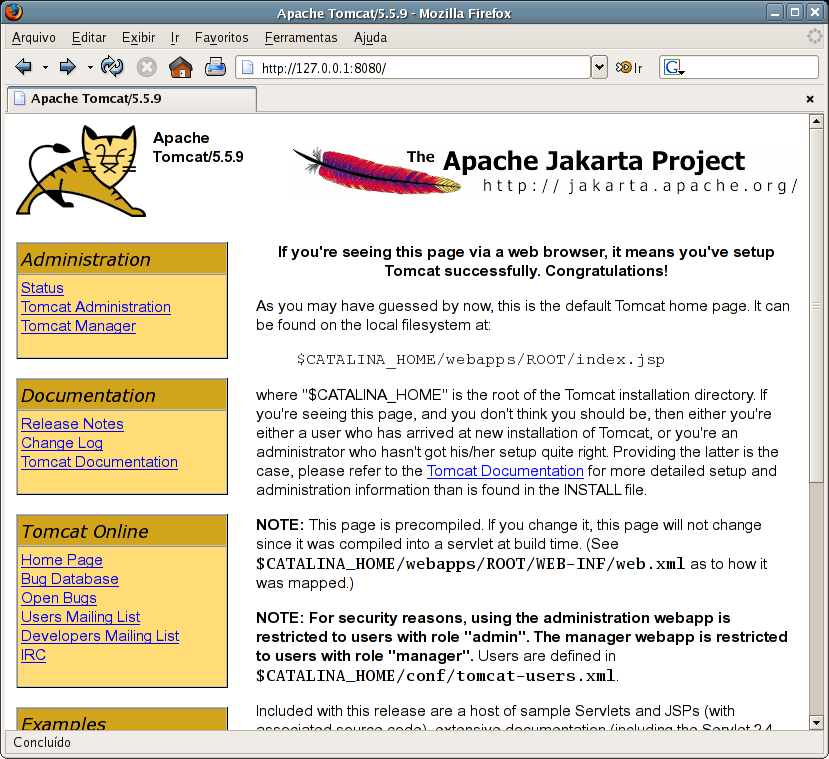 Apache Tomcat/5.5.9 - Mozilla Firefox
Arquivo Editar Exibir Ir Favoritos Ferramentas Ajuda
http://127.0.0.1:8080/ Ir G
Apache Tomcat/5.5.9
Apache
Tomcat/5.5.9
The Apache Jakarta Project
http://jakarta.apache.org/
Administration
Status
Tomcat Administration
Tomcat Manager
Documentation
Release Notes
Change Log
Tomcat Documentation
Tomcat Online
Home Page
Bug Database
Open Bugs
Users Mailing List
Developers Mailing List
IRC
Examples
If you're seeing this page via a web browser, it means you've setup
Tomcat successfully. Congratulations!
As you may have guessed by now, this is the default Tomcat home page. It can
be found on the local filesystem at:
$CATALINA_HOME/webapps/ROOT/index.jsp
where "$CATALINA_HOME" is the root of the Tomcat installation directory. If
you're seeing this page, and you don't think you should be, then either you're
either a user who has arrived at new installation of Tomcat, or you're an
administrator who hasn't got his/her setup quite right. Providing the latter is the
case, please refer to the Tomcat Documentation for more detailed setup and
administration information than is found in the INSTALL file.
NOTE: This page is precompiled. If you change it, this page will not change
since it was compiled into a servlet at build time. (See
$CATALINA_HOME/webapps/ROOT/WEB-INF/web.xml as to how it
was mapped.)
NOTE: For security reasons, using the administration webapp is
restricted to users with role "admin". The manager webapp is restricted
to users with role "manager". Users are defined in
$CATALINA_HOME/conf/tomcat-users.xml.
Included with this release are a host of sample Servlets and JSPs (with
associated source code), extensive documentation (including the Servlet 2.4
Concluído